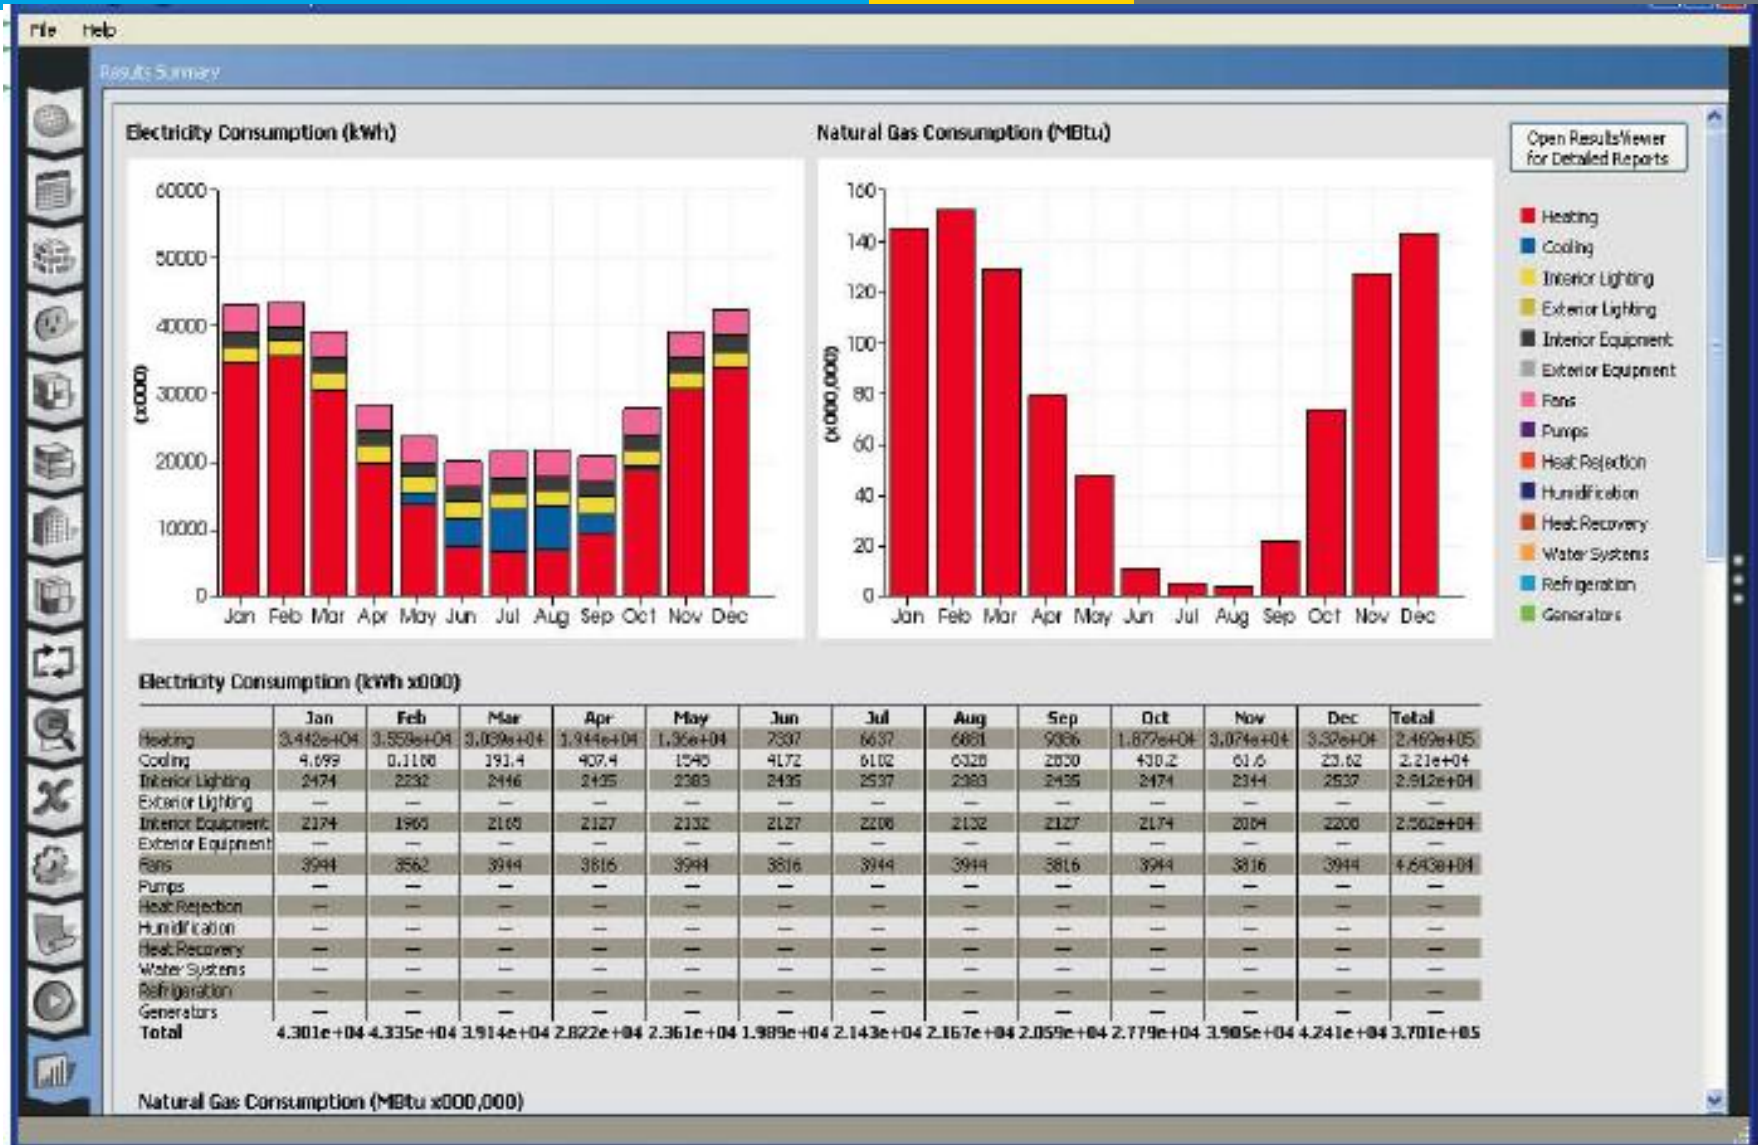 File Help
Results Summary
Electricity Consumption (kWh)
Natural Gas Consumption (MBtu)
Open ResultsViewer
for Detailed Reports
60000
50000
40000
30000
20000
10000
0
(x000)
Jan Feb Mar Apr May Jun Jul Aug Sep Oct Nov Dec
160
140
120
100
80
60
40
20
0
(x000,000)
Jan Feb Mar Apr May Jun Jul Aug Sep Oct Nov Dec
Heating
Cooling
Interior Lighting
Exterior Lighting
Interior Equipment
Exterior Equipment
Fans
Pumps
Heat Rejection
Humidification
Heat Recovery
Water Systems
Refrigeration
Generators
Electricity Consumption (kWh x000)
Jan Feb Mar Apr May Jun Jul Aug Sep Oct Nov Dec Total
Heating 3.442e+04 3.559e+04 3.039e+04 1.944e+04 1.36e+04 7337 6637 6881 9386 1.877e+04 3.074e+04 3.37e+04 2.469e+05
Cooling 4.699 191.4 407.4 4172 6102 6328 2830 430.2 61.6 23.62 2.21e+04
Interior Lighting 2474 2232 2446 2435 2383 2435 2537 2383 2435 2474 2344 2537 2.912e+04
Exterior Lighting — — — — — — — — — — — — —
Interior Equipment 2174 1965 2165 2127 2132 2127 2208 2132 2127 2174 2084 2208 2.562e+04
Exterior Equipment — — — — — — — — — — — — —
Fans 3944 3562 3944 3816 3944 3816 3944 3944 3816 3944 3816 3944 4.643e+04
Pumps — — — — — — — — — — — — —
Heat Rejection — — — — — — — — — — — — —
Humidification — — — — — — — — — — — — —
Heat Recovery — — — — — — — — — — — — —
Water Systems — — — — — — — — — — — — —
Refrigeration — — — — — — — — — — — — —
Generators — — — — — — — — — — — — —
Total 4.301e+04 4.335e+04 3.914e+04 2.822e+04 2.361e+04 1.989e+04 2.143e+04 2.167e+04 2.059e+04 2.779e+04 3.905e+04 4.241e+04 3.701e+05
Natural Gas Consumption (MBtu x000,000)